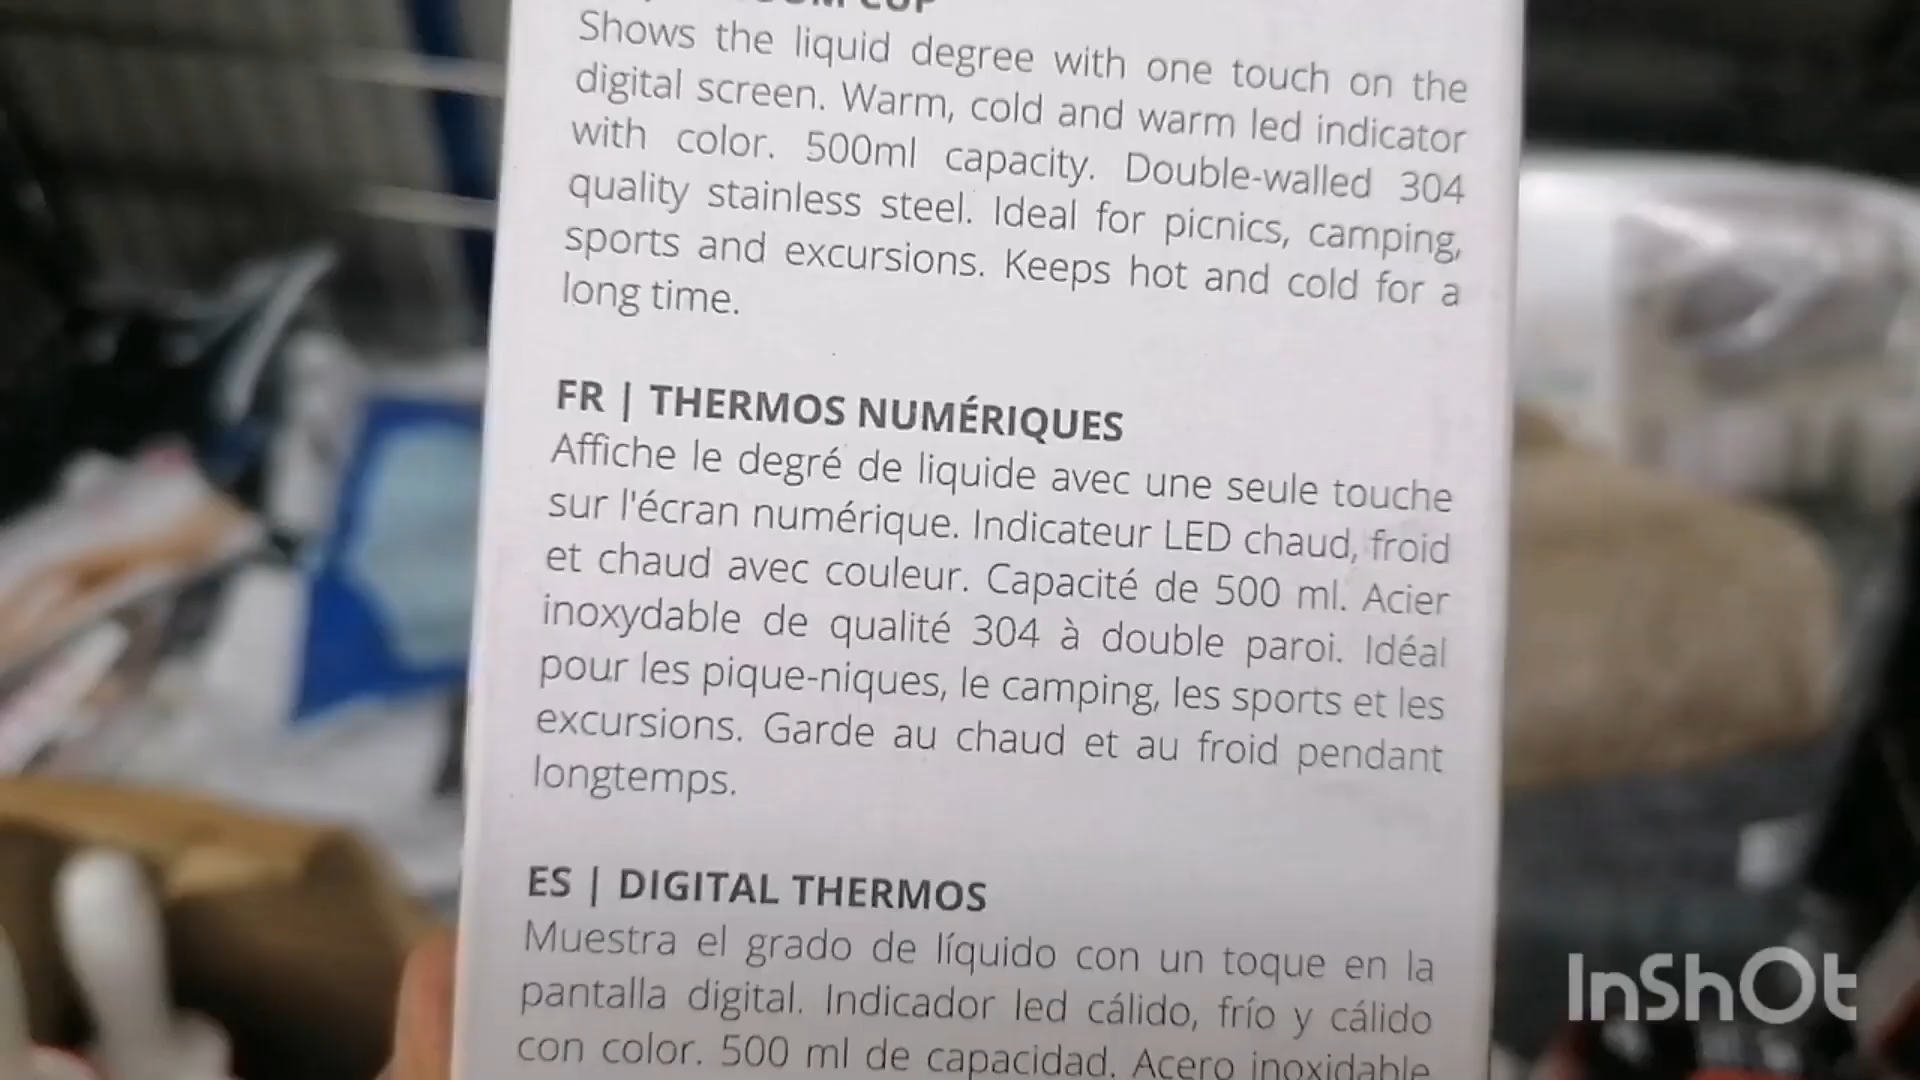 CUP
Shows the liquid degree with one touch on the
digital screen. Warm, cold and warm led indicator
with color. 500ml capacity. Double-walled 304
quality stainless steel. Ideal for picnics, camping,
sports and excursions. Keeps hot and cold for a
long time.
FR | THERMOS NUMÉRIQUES
Affiche le degré de liquide avec une seule touche
sur l'écran numérique. Indicateur LED chaud, froid
et chaud avec couleur. Capacité de 500 ml. Acier
inoxydable de qualité 304 à double paroi. Idéal
pour les pique-niques, le camping, les sports et les
excursions. Garde au chaud et au froid pendant
longtemps.
ES | DIGITAL THERMOS
Muestra el grado de líquido con un toque en la
pantalla digital. Indicador led cálido, frío y cálido
con color. 500 ml de capacidad. Acero inoxidable
InShOt